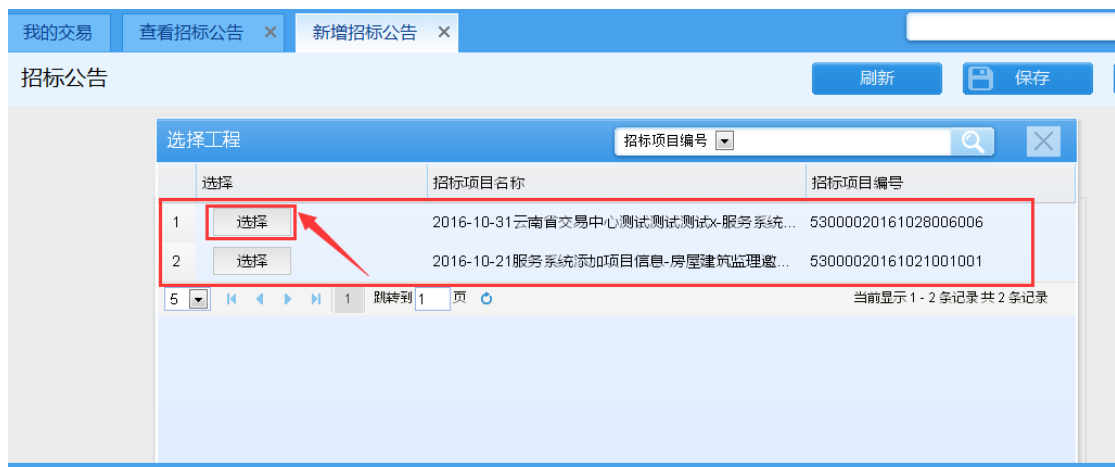 我的交易 查看招标公告 × 新增招标公告 ×
招标公告 刷新 保存
选择工程 招标项目编号
选择 招标项目名称 招标项目编号
1 选择 2016-10-31云南省交易中心测试测试测试x-服务系统... 53000020161028006006
2 选择 2016-10-21服务系统添加项目信息-房屋建筑监理邀... 53000020161021001001
5 1 跳转到 1 页 当前显示 1 - 2 条记录 共 2 条记录